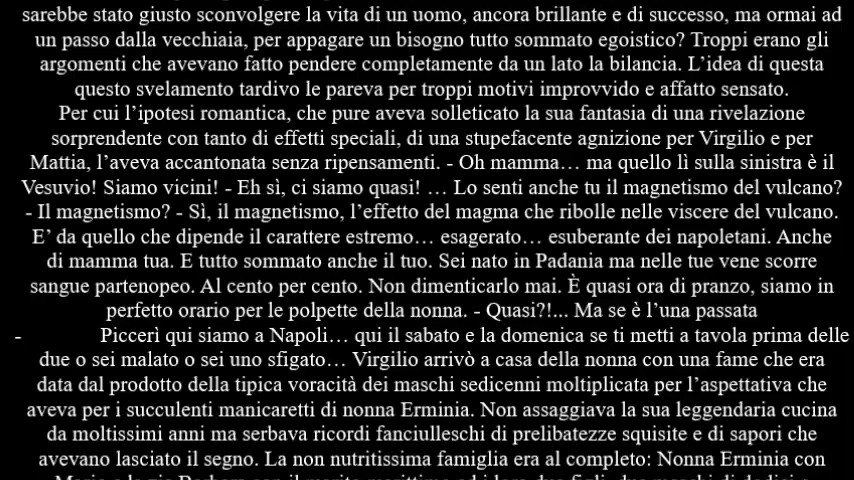 sarebbe stato giusto sconvolgere la vita di un uomo, ancora brillante e di successo, ma ormai ad
un passo dalla vecchiaia, per appagare un bisogno tutto sommato egoistico? Troppi erano gli
argomenti che avevano fatto pendere completamente da un lato la bilancia. L’idea di questa
questo svelamento tardivo le pareva per troppi motivi improvvido e affatto sensato.
Per cui l’ipotesi romantica, che pure aveva solleticato la sua fantasia di una rivelazione
sorprendente con tanto di effetti speciali, di una stupefacente agnizione per Virgilio e per
Mattia, l’aveva accantonata senza ripensamenti. - Oh mamma… ma quello lì sulla sinistra è il
Vesuvio! Siamo vicini! - Eh sì, ci siamo quasi! … Lo senti anche tu il magnetismo del vulcano?
- Il magnetismo? - Sì, il magnetismo, l’effetto del magma che ribolle nelle viscere del vulcano.
E’ da quello che dipende il carattere estremo… esagerato… esuberante dei napoletani. Anche
di mamma tua. E tutto sommato anche il tuo. Sei nato in Padania ma nelle tue vene scorre
sangue partenopeo. Al cento per cento. Non dimenticarlo mai. È quasi ora di pranzo, siamo in
perfetto orario per le polpette della nonna. - Quasi?!... Ma se è l’una passata
- Piccerì qui siamo a Napoli… qui il sabato e la domenica se ti metti a tavola prima delle
due o sei malato o sei uno sfigato… Virgilio arrivò a casa della nonna con una fame che era
data dal prodotto della tipica voracità dei maschi sedicenni moltiplicata per l’aspettativa che
aveva per i succulenti manicaretti di nonna Erminia. Non assaggiava la sua leggendaria cucina
da moltissimi anni ma serbava ricordi fanciulleschi di prelibatezze squisite e di sapori che
avevano lasciato il segno. La non nutritissima famiglia era al completo: Nonna Erminia con